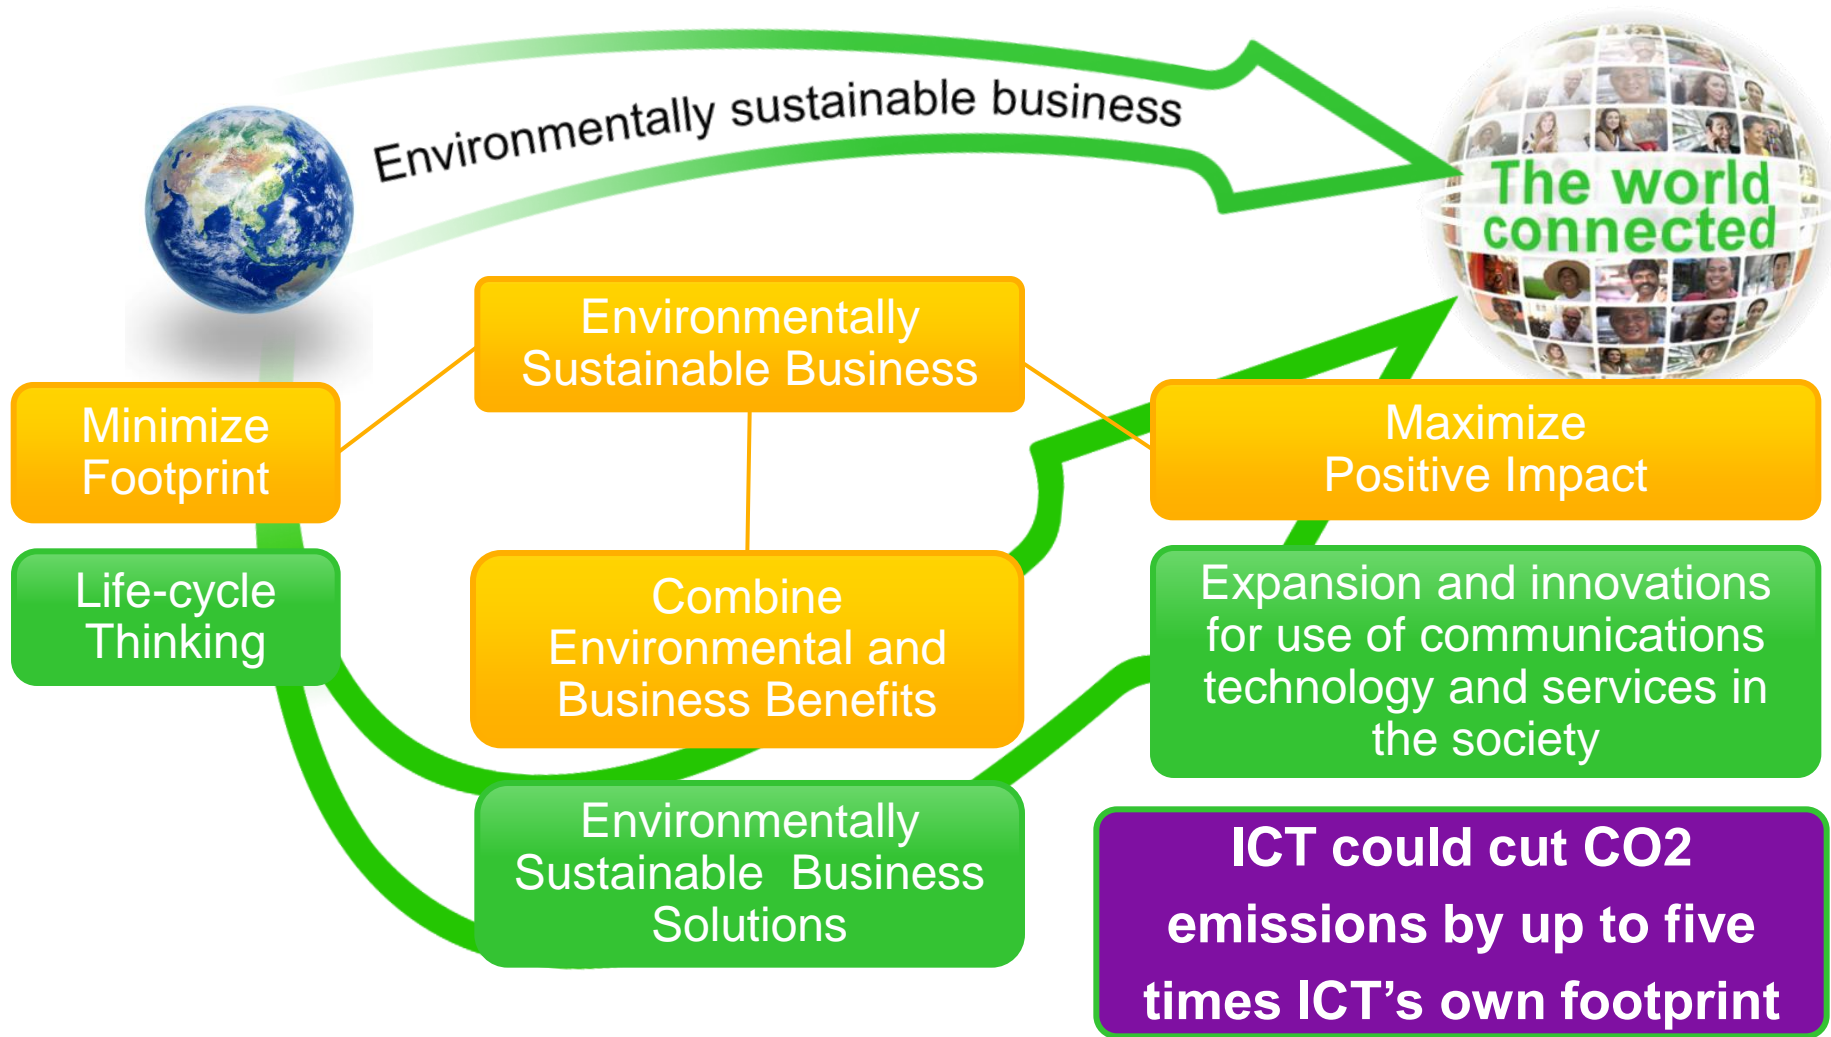 Environmentally sustainable business
The world
connected
Environmentally
Sustainable Business
Minimize
Footprint
Maximize
Positive Impact
Life-cycle
Thinking
Combine
Environmental and
Business Benefits
Expansion and innovations
for use of communications
technology and services in
the society
Environmentally
Sustainable  Business
Solutions
ICT could cut CO2
emissions by up to five
times ICT’s own footprint